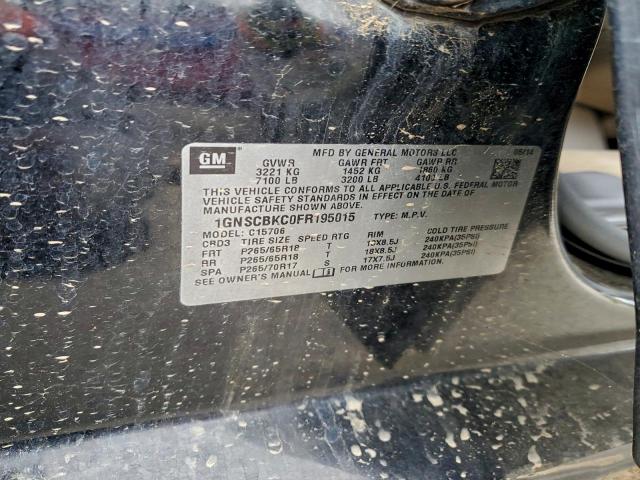 GM
MFD BY GENERAL MOTORS LLC 06/14
GVWR GAWR FRT GAWR RR
3221 KG 1452 KG 1860 KG
7100 LB 3200 LB 4100 LB
THIS VEHICLE CONFORMS TO ALL APPLICABLE U.S. FEDERAL MOTOR
VEHICLE SAFETY STANDARDS IN EFFECT ON THE DATE OF
MANUFACTURE SHOWN ABOVE.
1GNSCBKC0FR195015 TYPE: M.P.V.
MODEL: C15706
CRD3 TIRE SIZE SPEED RTG RIM COLD TIRE PRESSURE
FRT P265/65R18 T 18X8.5J 240KPA(35PSI)
RR P265/65R18 T 18X8.5J 240KPA(35PSI)
SPA P265/70R17 S 17X7.5J 240KPA(35PSI)
SEE OWNER'S MANUAL